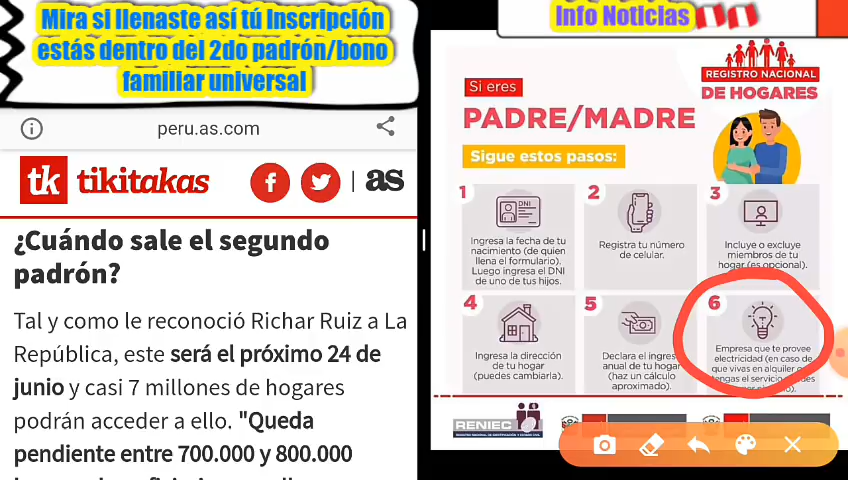 Mira si llenaste así tú Inscripción
estás dentro del 2do padrón/bono
familiar universal
peru.as.com
tk tikitakas
f
as
¿Cuándo sale el segundo
padrón?
Tal y como le reconoció Richar Ruiz a La
República, este será el próximo 24 de
junio y casi 7 millones de hogares
podrán acceder a ello. "Queda
pendiente entre 700.000 y 800.000
Info Noticias
REGISTRO NACIONAL
DE HOGARES
Si eres
PADRE/MADRE
Sigue estos pasos:
1
DNI
Ingresa la fecha de tu
nacimiento (de quien
llena el formulario).
Luego ingresa el DNI
de uno de tus hijos.
2
Registra tu número
de celular.
3
Incluye o excluye
miembros de tu
hogar (es opcional).
4
Ingresa la dirección
de tu hogar
(puedes cambiarla).
5
Declara el ingres
anual de tu hogar
(haz un cálculo
aproximado).
6
Empresa que te provee
electricidad (en caso de
que vivas en alquiler o
tengas el servicio
RENIEC